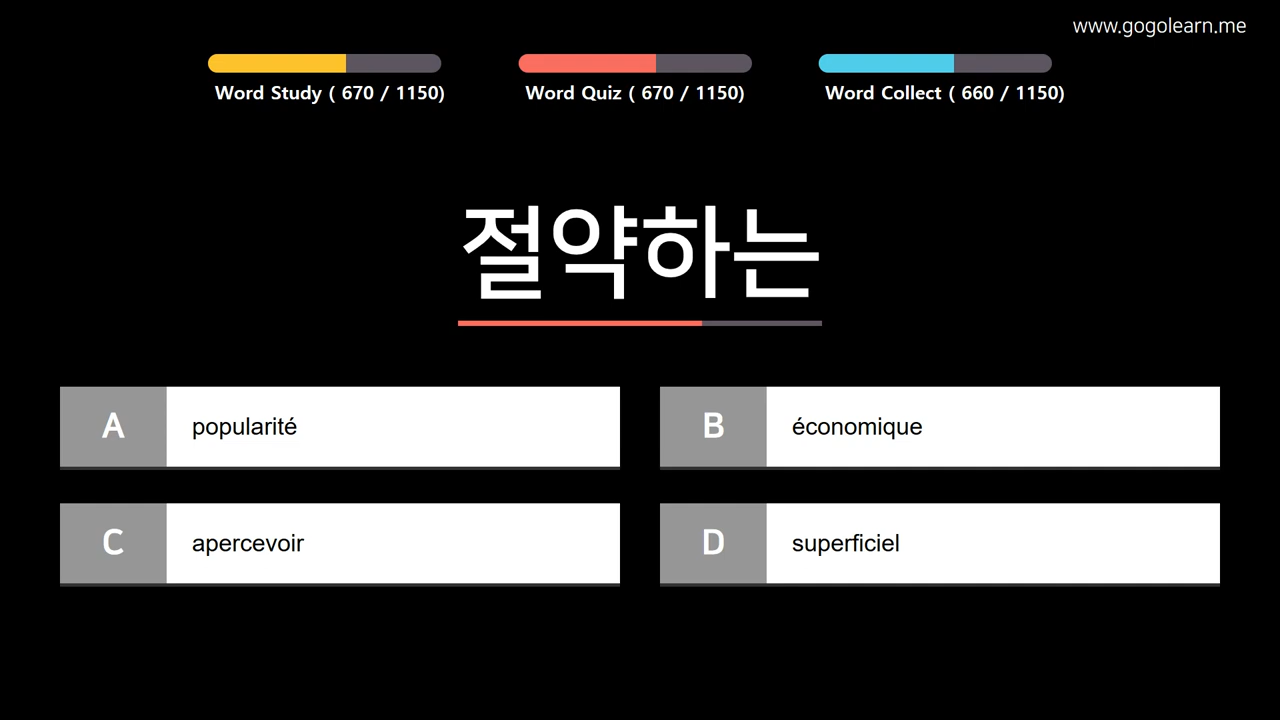 www.gogolearn.me
Word Study ( 670 / 1150)
Word Quiz ( 670 / 1150)
Word Collect ( 660 / 1150)
절약하는
A popularité
B économique
C apercevoir
D superficiel